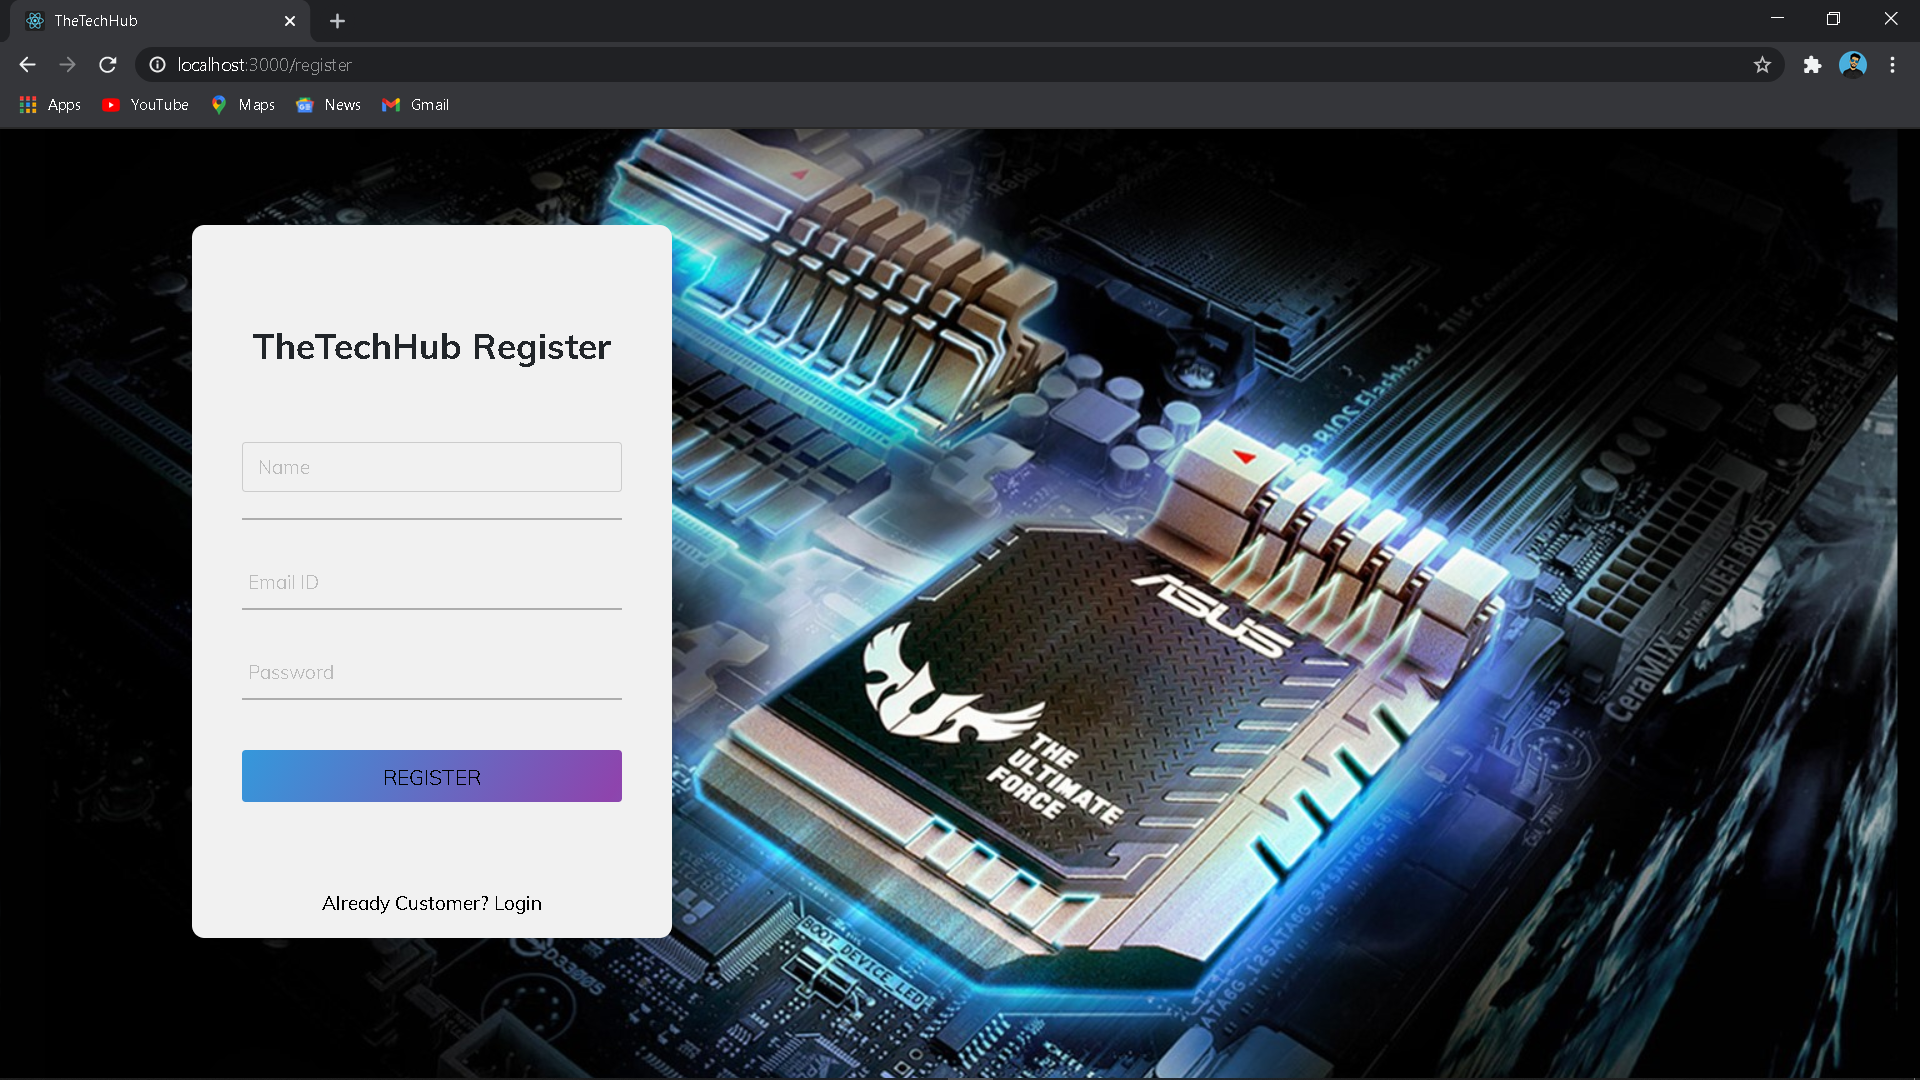 TheTechHub
localhost:3000/register
Apps YouTube Maps News Gmail
TheTechHub Register
Name
Email ID
Password
REGISTER
Already Customer? Login
ASUS
THE
ULTIMATE
FORCE
CeraMIX
UEFI BIOS
BIOS Flashback
BOOT_DEVICE_LED
SATA6G